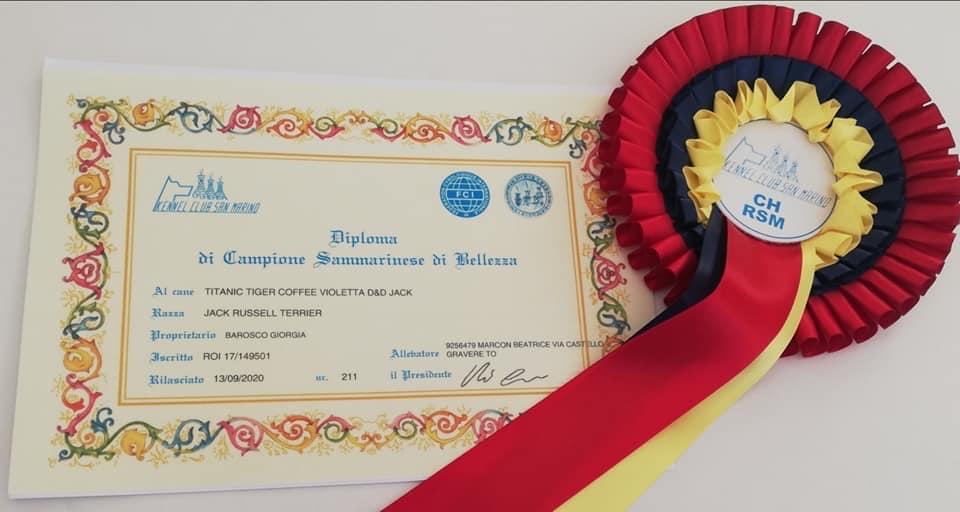 KENNEL CLUB SAN MARINO
FCI
Diploma
di Campione Sammarinese di Bellezza
Al cane TITANIC TIGER COFFEE VIOLETTA D&D JACK
Razza JACK RUSSELL TERRIER
Proprietario BAROSCO GIORGIA
Iscritto ROI 17/149501
Allebatore 9256479 MARCON BEATRICE VIA CASTELLO
GRAVERE TO
Rilasciato 13/09/2020 nr. 211 il Presidente
KENNEL CLUB SAN MARINO
CH
RSM